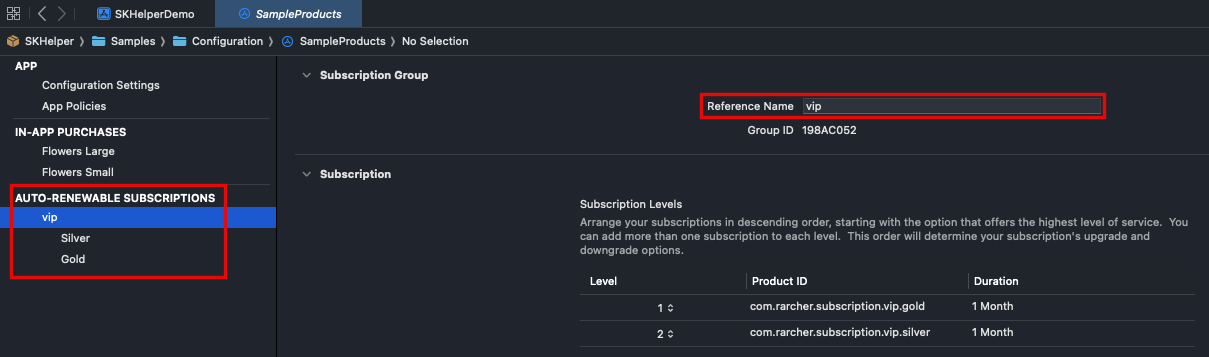 SKHelperDemo SampleProducts
SKHelper Samples Configuration SampleProducts No Selection
APP
Configuration Settings
App Policies
IN-APP PURCHASES
Flowers Large
Flowers Small
AUTO-RENEWABLE SUBSCRIPTIONS
vip
Silver
Gold
Subscription Group
Reference Name vip
Group ID 198AC052
Subscription
Subscription Levels
Arrange your subscriptions in descending order, starting with the option that offers the highest level of service. You
can add more than one subscription to each level. This order will determine your subscription's upgrade and
downgrade options.
Level Product ID Duration
1 com.rarcher.subscription.vip.gold 1 Month
2 com.rarcher.subscription.vip.silver 1 Month